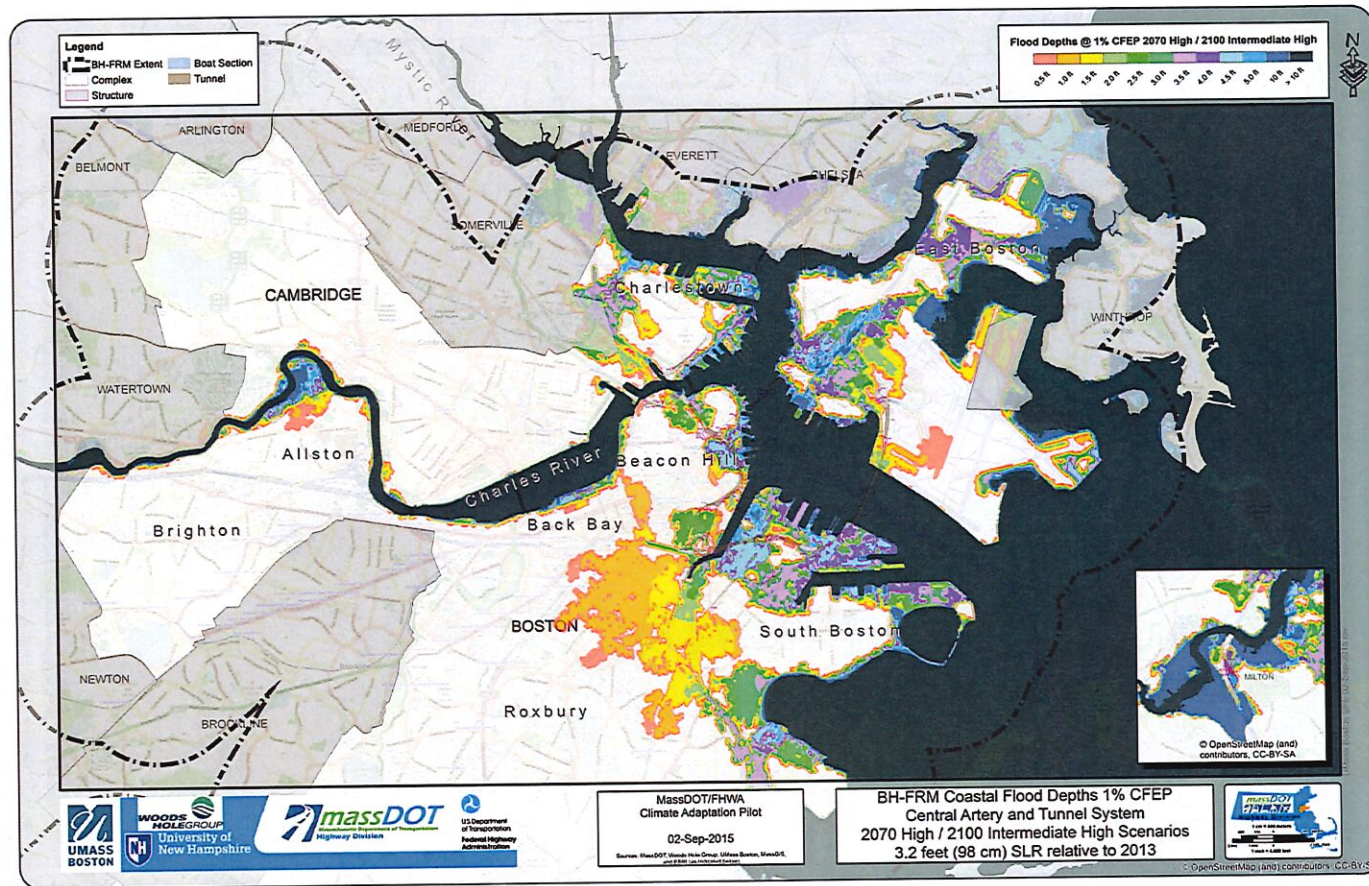 Legend
BH-FRM Extent
Boat Section
Complex
Tunnel
Structure
Flood Depths @ 1% CFEP 2070 High / 2100 Intermediate High
0.5 ft
1.0 ft
1.5 ft
2.0 ft
2.5 ft
3.0 ft
3.5 ft
4.0 ft
4.5 ft
5.0 ft
10 ft
> 10 ft
N
Mystic River
ARLINGTON
MEDFORD
BELMONT
EVERETT
CHELSEA
SOMERVILLE
East Boston
CAMBRIDGE
Charlestown
WINTHROP
WATERTOWN
Allston
Charles River
Beacon Hill
Back Bay
Brighton
BOSTON
South Boston
NEWTON
MILTON
BROOKLINE
Roxbury
© OpenStreetMap (and)
contributors, CC-BY-SA
UMASS
BOSTON
WOODS
HOLE GROUP
University of
New Hampshire
NH
massDOT
Massachusetts Department of Transportation
Highway Division
U.S. Department
of Transportation
Federal Highway
Administration
MassDOT/FHWA
Climate Adaptation Pilot
02-Sep-2015
BH-FRM Coastal Flood Depths 1% CFEP
Central Artery and Tunnel System
2070 High / 2100 Intermediate High Scenarios
3.2 feet (98 cm) SLR relative to 2013
massDOT
© OpenStreetMap (and) contributors, CC-BY-S